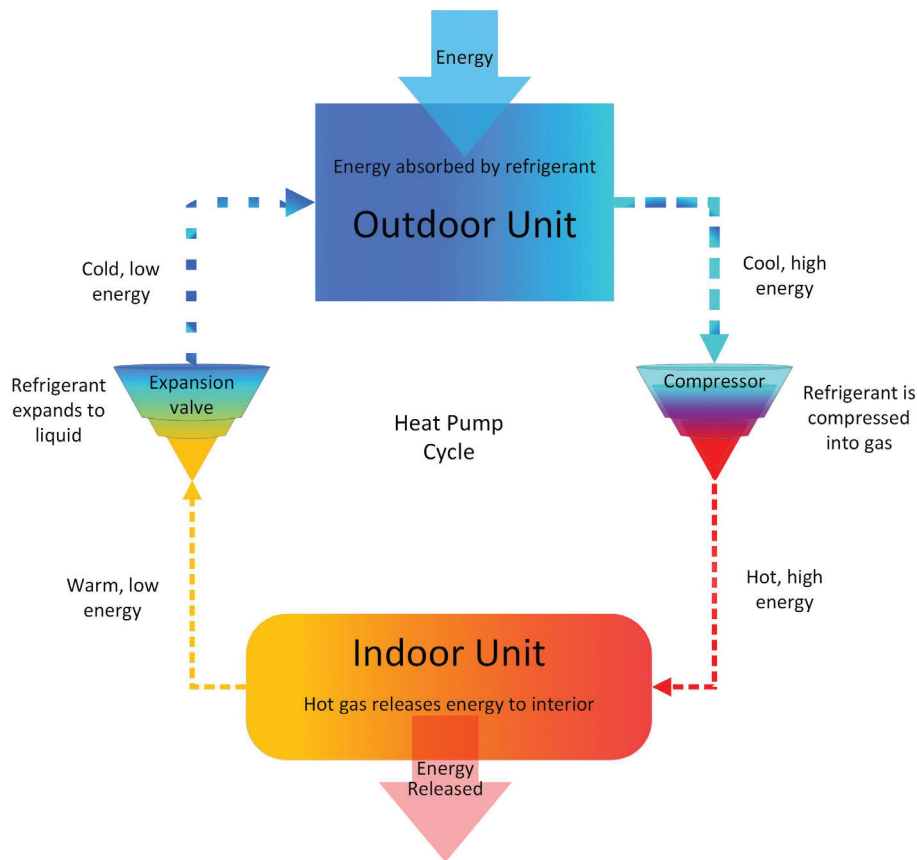 Energy
Energy absorbed by refrigerant
Outdoor Unit
Cold, low
energy
Cool, high
energy
Expansion
valve
Refrigerant
expands to
liquid
Compressor
Refrigerant is
compressed
into gas
Heat Pump
Cycle
Warm, low
energy
Hot, high
energy
Indoor Unit
Hot gas releases energy to interior
Energy
Released